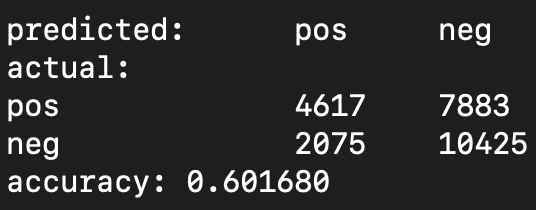 predicted: pos neg
actual:
pos 4617 7883
neg 2075 10425
accuracy: 0.601680